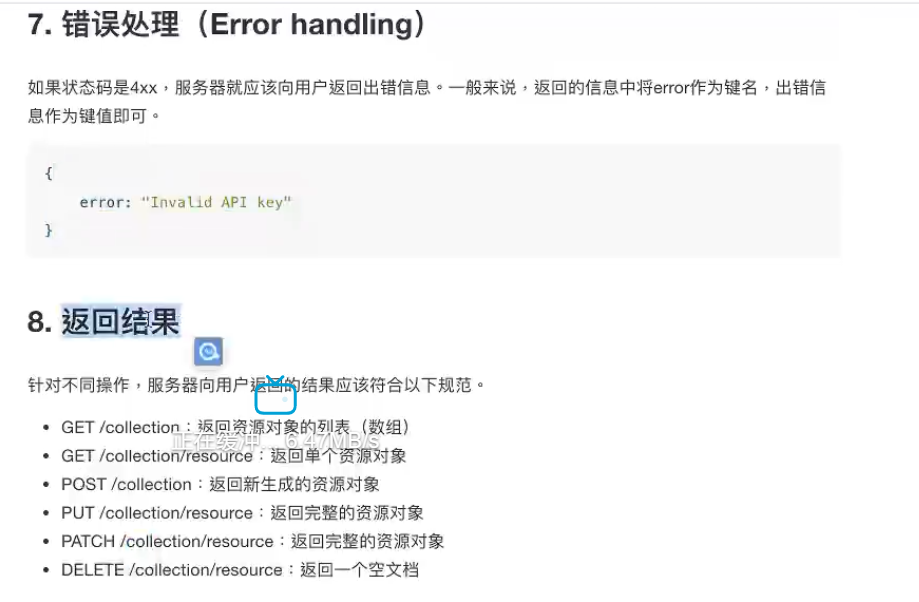 7. 错误处理（Error handling）
如果状态码是4xx，服务器就应该向用户返回出错信息。一般来说，返回的信息中将error作为键名，出错信
息作为键值即可。
{
error: "Invalid API key"
}
8. 返回结果
针对不同操作，服务器向用户返回的结果应该符合以下规范。
• GET /collection：返回资源对象的列表（数组）
正在缓冲... 6.47MB/s
• GET /collection/resource：返回单个资源对象
• POST /collection：返回新生成的资源对象
• PUT /collection/resource：返回完整的资源对象
• PATCH /collection/resource：返回完整的资源对象
• DELETE /collection/resource：返回一个空文档